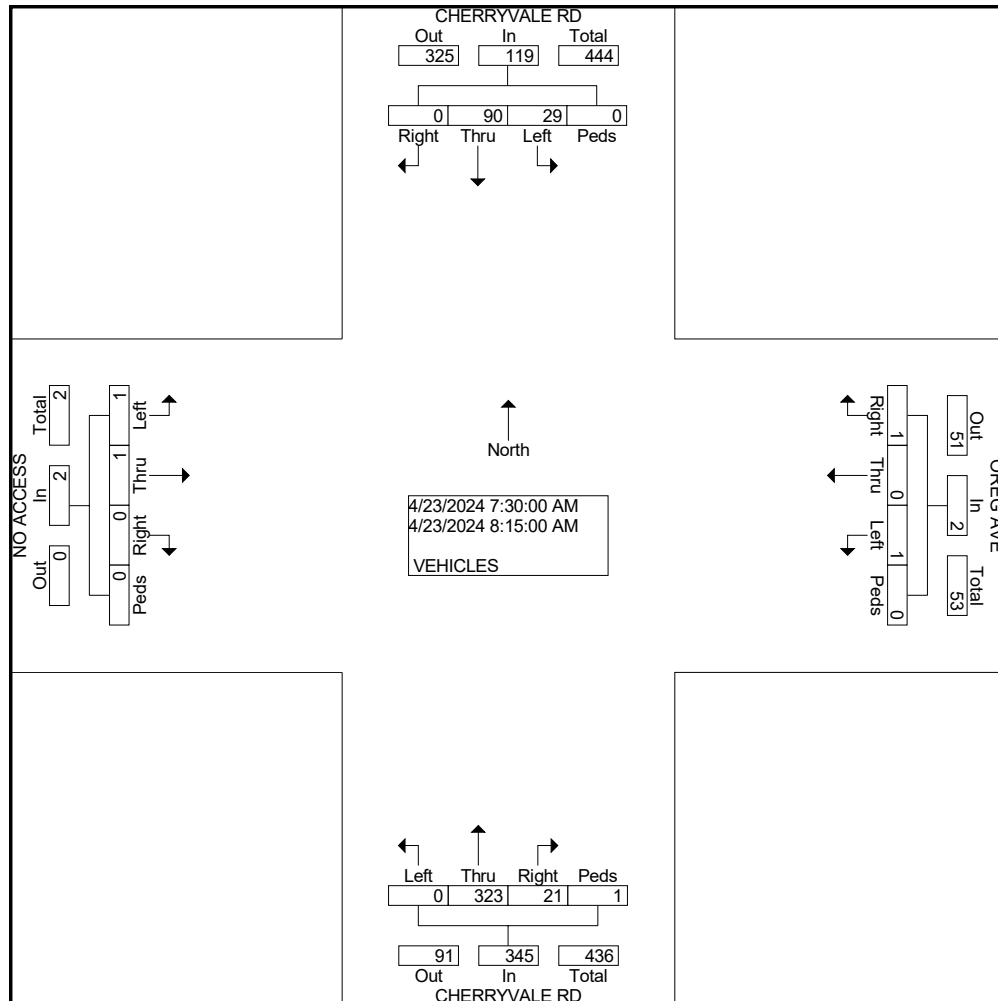 CHERRYVALE RD
Out In Total
325 119 444
0 90 29 0
Right Thru Left Peds
NO ACCESS
Out In Total
0 2 2
0 0 1 1
Peds Right Thru Left
North
4/23/2024 7:30:00 AM
4/23/2024 8:15:00 AM
VEHICLES
Out In Total
51 2 53
Right Thru Left Peds
1 0 1 0
AVE
Left Thru Right Peds
0 323 21 1
91 345 436
Out In Total
CHERRYVALE RD